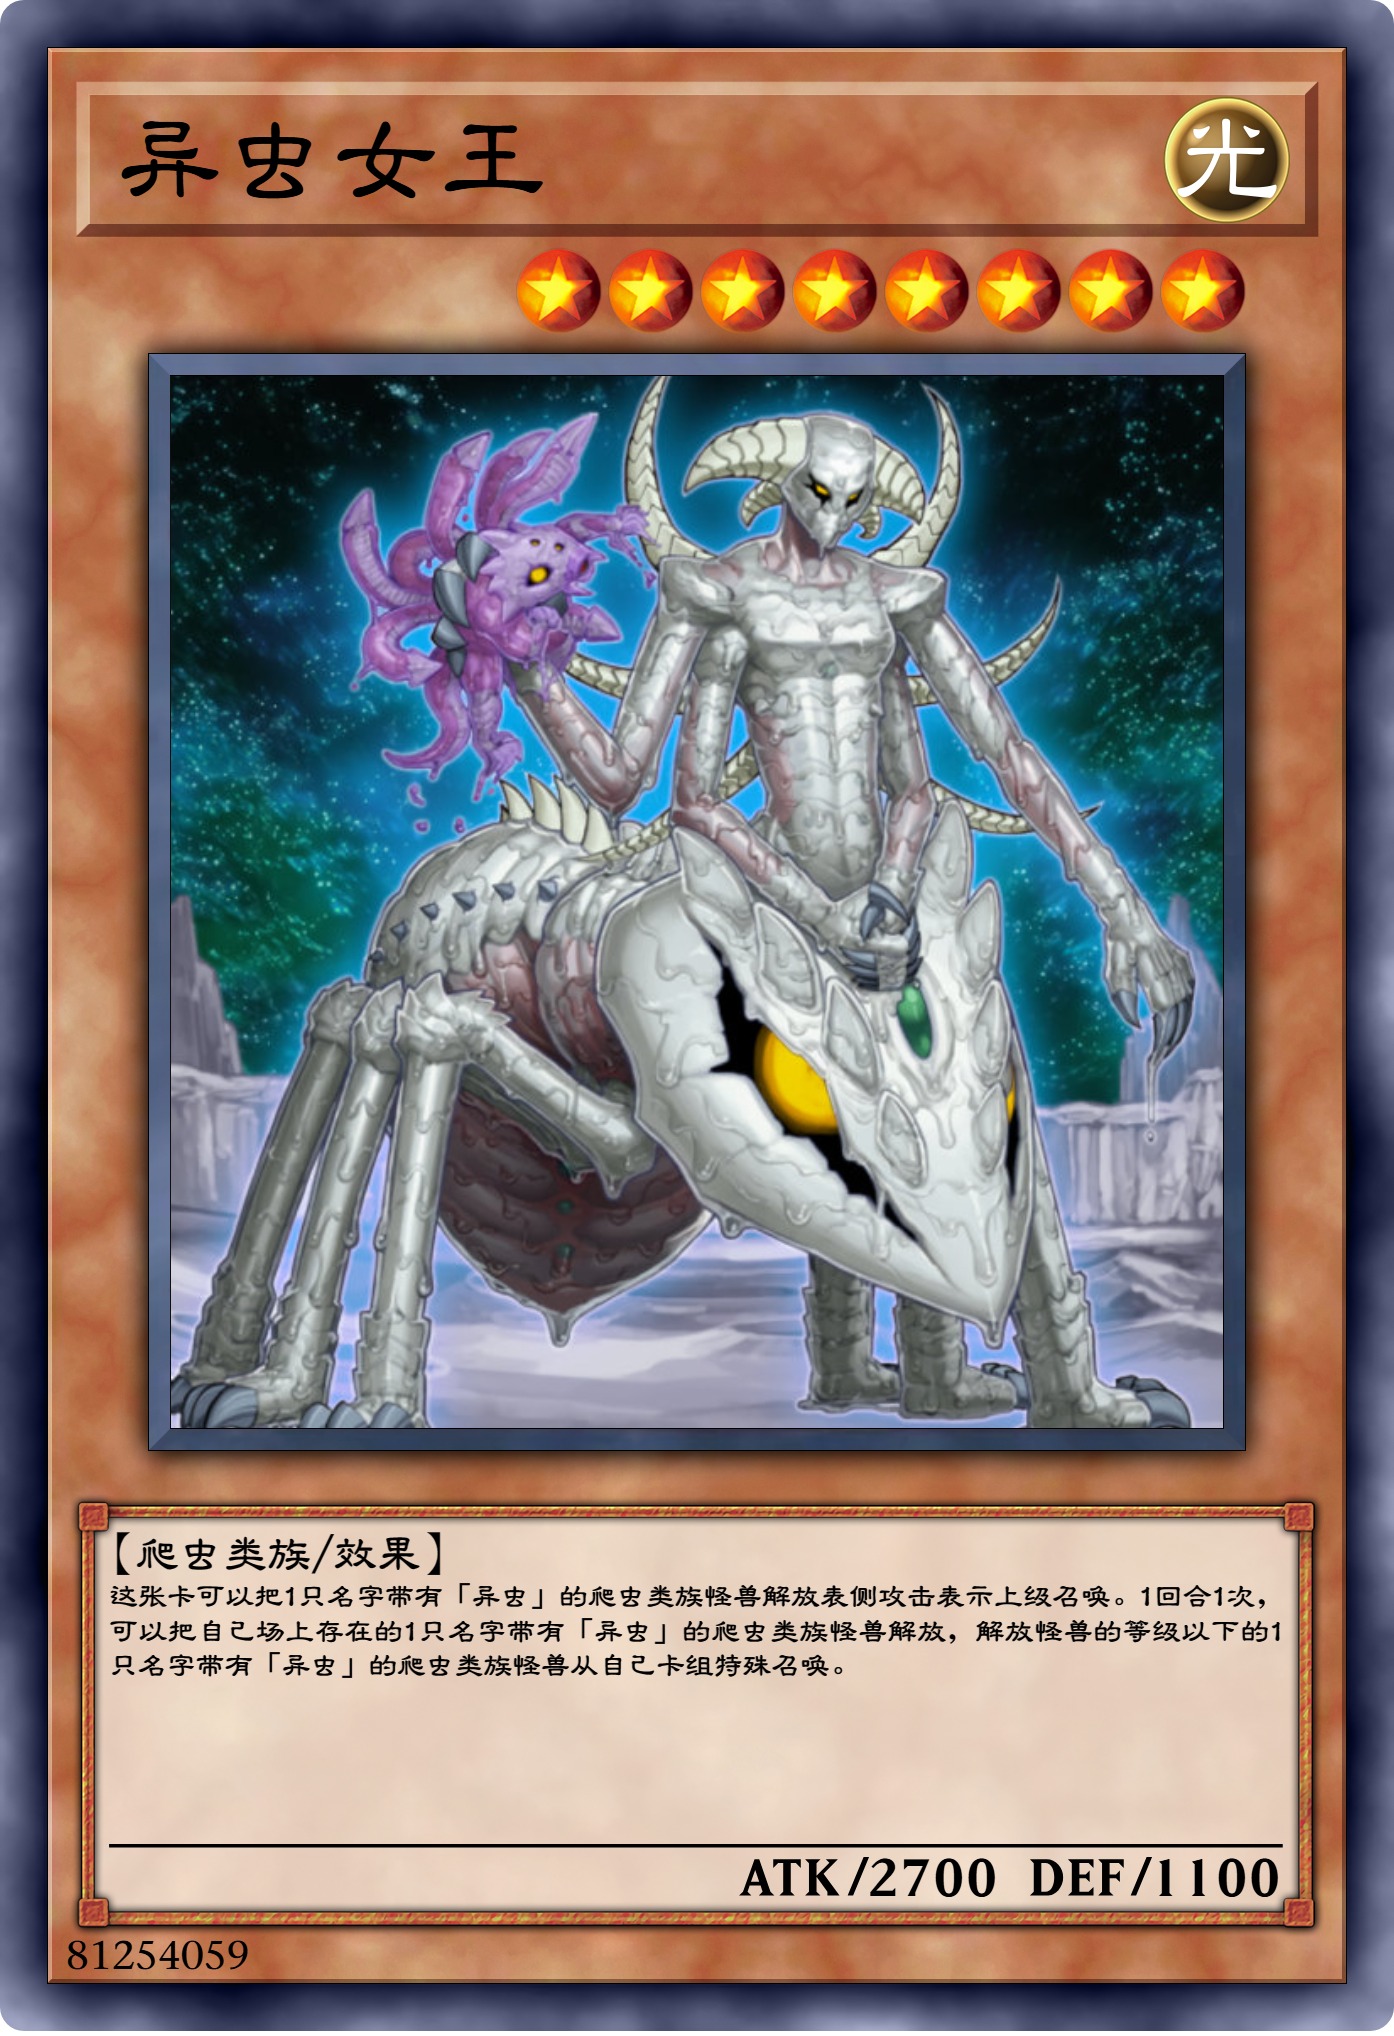 异虫女王
光
【爬虫类族/效果】
这张卡可以把1只名字带有「异虫」的爬虫类族怪兽解放表侧攻击表示上级召唤。1回合1次，
可以把自己场上存在的1只名字带有「异虫」的爬虫类族怪兽解放，解放怪兽的等级以下的1
只名字带有「异虫」的爬虫类族怪兽从自己卡组特殊召唤。
ATK/2700 DEF/1100
81254059